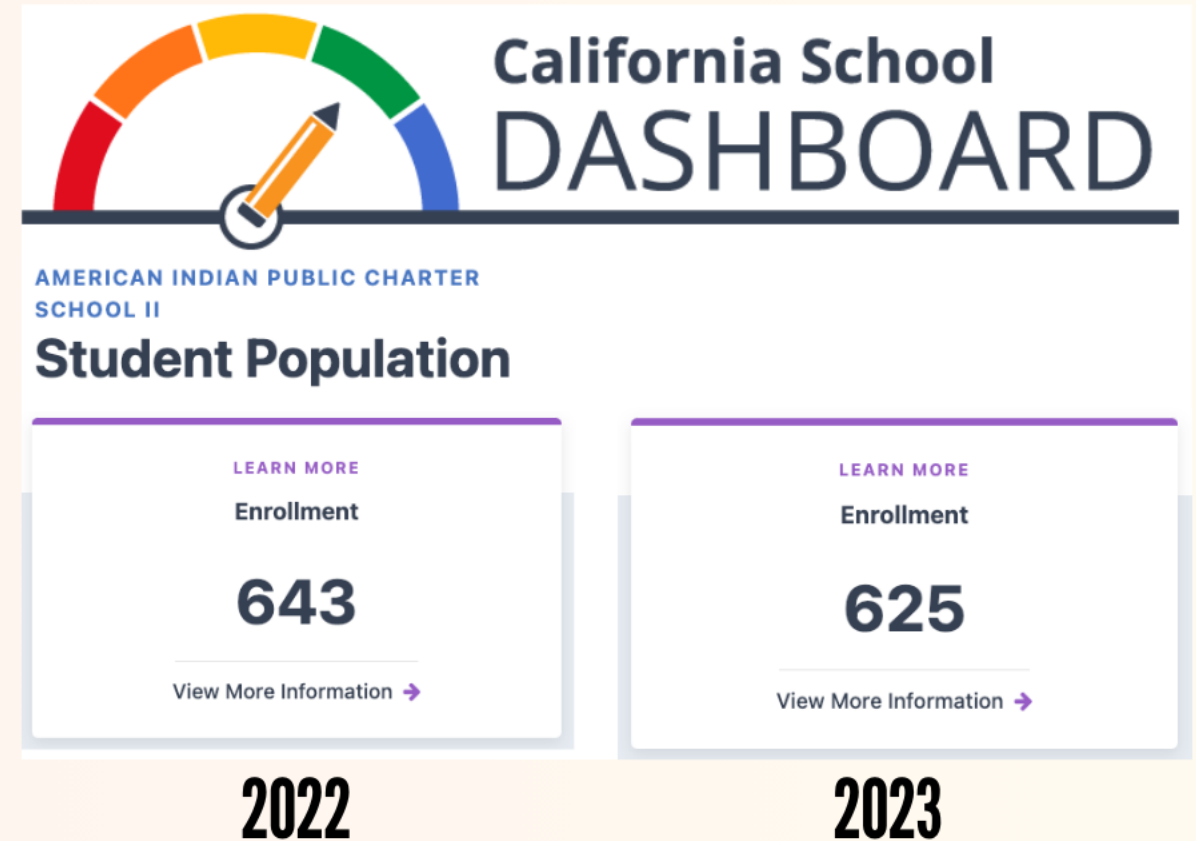 California School
DASHBOARD
AMERICAN INDIAN PUBLIC CHARTER
SCHOOL II
Student Population
LEARN MORE
Enrollment
643
View More Information
2022
LEARN MORE
Enrollment
625
View More Information
2023